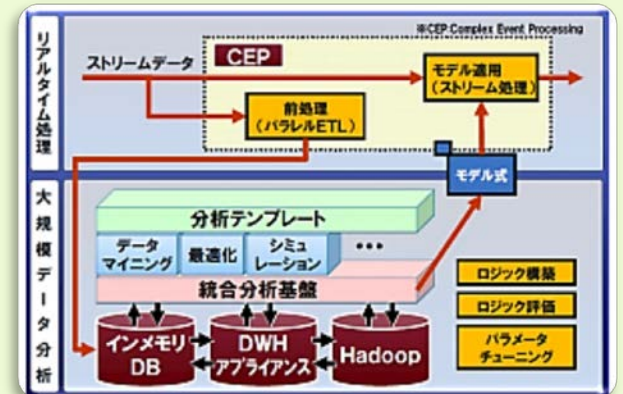 ※CEP:Complex Event Processing
リアルタイム処理
ストリームデータ
CEP
モデル適用
（ストリーム処理）
前処理
（パラレルETL）
モデル式
大規模データ分析
分析テンプレート
データ
マイニング
最適化
シミュ
レーション
•••
統合分析基盤
ロジック構築
ロジック評価
パラメータ
チューニング
インメモリ
DB
DWH
アプライアンス
Hadoop